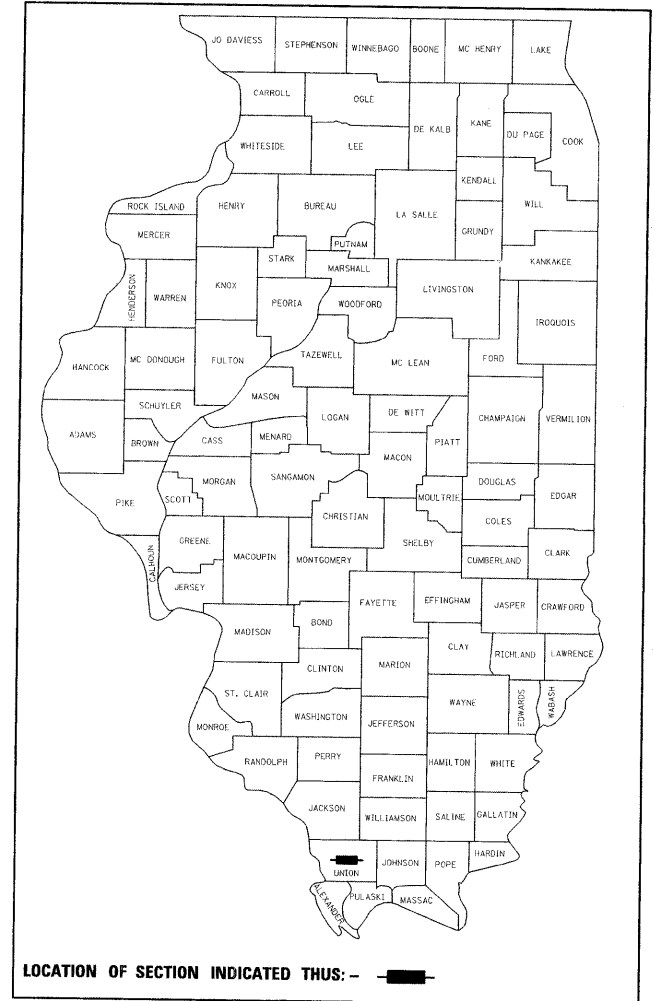 JO DAVIESS STEPHENSON WINNEBAGO BOONE MC HENRY LAKE
CARROLL OGLE DE KALB KANE DU PAGE COOK
WHITESIDE LEE
KENDALL
ROCK ISLAND HENRY BUREAU LA SALLE WILL
MERCER PUTNAM GRUNDY
STARK MARSHALL KANKAKEE
HENDERSON WARREN KNOX PEORIA WOODFORD LIVINGSTON
IROQUOIS
HANCOCK MC DONOUGH FULTON TAZEWELL MC LEAN FORD
SCHUYLER MASON
ADAMS BROWN CASS MENARD LOGAN DE WITT PIATT CHAMPAIGN VERMILION
MACON
PIKE SCOTT MORGAN SANGAMON MOULTRIE DOUGLAS EDGAR
CHRISTIAN COLES
CALHOUN GREENE MACOUPIN MONTGOMERY SHELBY CUMBERLAND CLARK
JERSEY
FAYETTE EFFINGHAM JASPER CRAWFORD
MADISON BOND
CLAY RICHLAND LAWRENCE
CLINTON MARION
ST. CLAIR WAYNE EDWARDS WABASH
MONROE WASHINGTON JEFFERSON
RANDOLPH PERRY HAMILTON WHITE
FRANKLIN
JACKSON WILLIAMSON SALINE GALLATIN
UNION JOHNSON POPE HARDIN
ALEXANDER PULASKI MASSAC
LOCATION OF SECTION INDICATED THUS: –